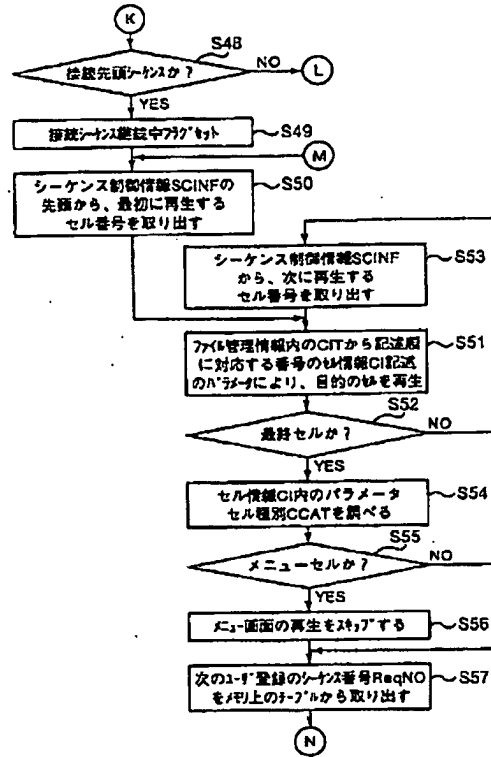 K
S48
接続先頭シーケンスか?
NO
L
YES
接続シーケンス継続中フラグセット
S49
M
シーケンス制御情報SCINFの
先頭から、最初に再生する
セル番号を取り出す
S50
シーケンス制御情報SCINF
から、次に再生する
セル番号を取り出す
S53
ファイル管理情報内のCITから記述順
に対応する番号のセル情報CI記述
のパラメータにより、目的のセルを再生
S51
S52
最終セルか?
NO
YES
セル情報CI内のパラメータ
セル種別CCATを調べる
S54
S55
メニューセルか?
NO
YES
メニュー画面の再生をスキップする
S56
次のユーザ登録のシーケンス番号ReqNO
をメモリ上のテーブルから取り出す
S57
N